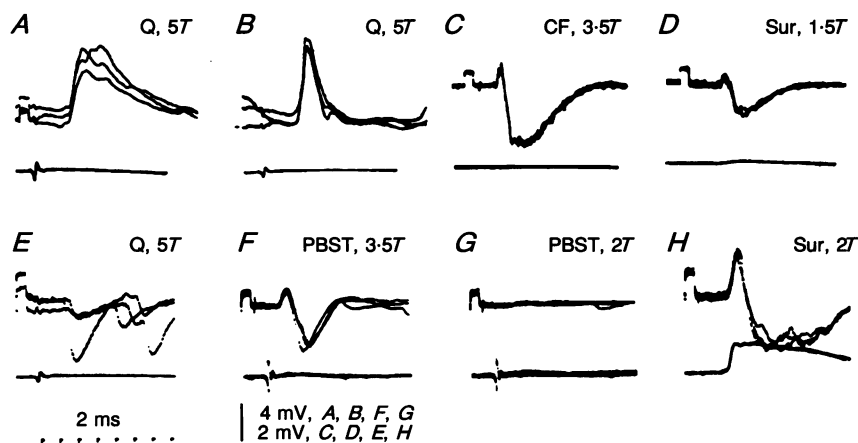 A Q, 5T
B Q, 5T
C CF, 3·5T
D Sur, 1·5T
E Q, 5T
F PBST, 3·5T
G PBST, 2T
H Sur, 2T
2 ms
4 mV, A, B, F, G
2 mV, C, D, E, H